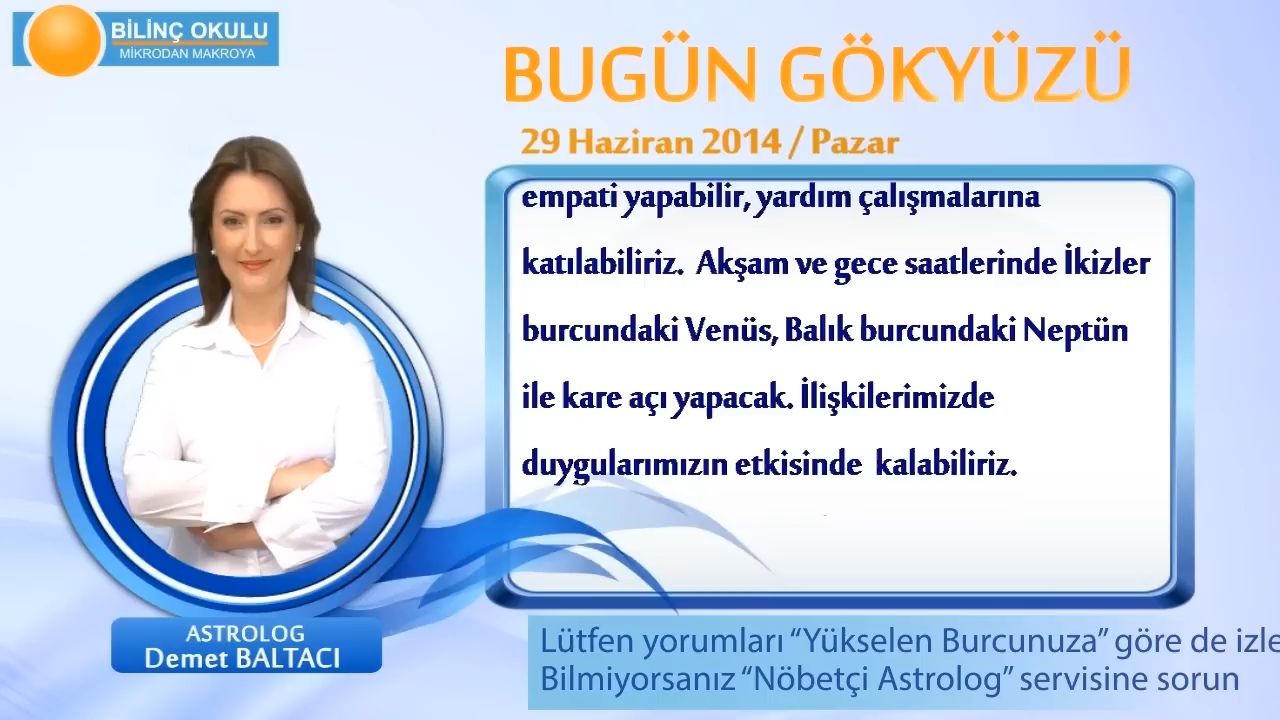 BİLİNÇ OKULU
MİKRODAN MAKROYA
BUGÜN GÖKYÜZÜ
29 Haziran 2014 / Pazar
empati yapabilir, yardım çalışmalarına
katılabiliriz. Akşam ve gece saatlerinde İkizler
burcundaki Venüs, Balık burcundaki Neptün
ile kare açı yapacak. İlişkilerimizde
duygularımızın etkisinde kalabiliriz.
ASTROLOG
Demet BALTACI
Lütfen yorumları “Yükselen Burcunuza” göre de izle
Bilmiyorsanız “Nöbetçi Astrolog” servisine sorun